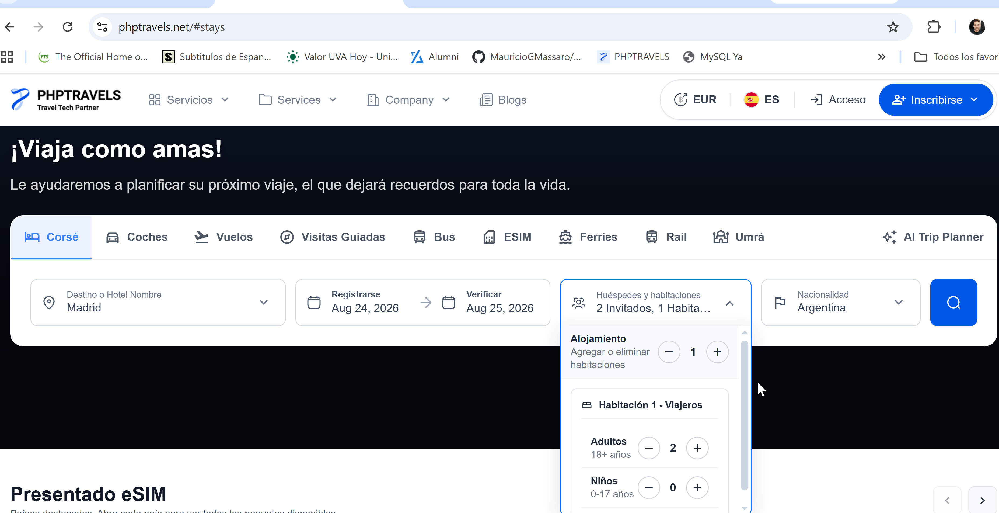 phptravels.net/#stays
YTS The Official Home o...
S Subtitulos de Espan...
Valor UVA Hoy - Uni...
Alumni
MauricioGMassaro/...
PHPTRAVELS
MySQL Ya
Todos los favori
PHPTRAVELS
Travel Tech Partner
Servicios
Services
Company
Blogs
$ EUR
ES
Acceso
Inscribirse
¡Viaja como amas!
Le ayudaremos a planificar su próximo viaje, el que dejará recuerdos para toda la vida.
Corsé
Coches
Vuelos
Visitas Guiadas
Bus
ESIM
Ferries
Rail
Umrá
AI Trip Planner
Destino o Hotel Nombre
Madrid
Registrarse
Aug 24, 2026
Verificar
Aug 25, 2026
Huéspedes y habitaciones
2 Invitados, 1 Habita...
Nacionalidad
Argentina
Alojamiento
Agregar o eliminar
habitaciones
− 1 +
Habitación 1 - Viajeros
Adultos
18+ años
− 2 +
Niños
0-17 años
− 0 +
Presentado eSIM
Países destacados. Abra cada país para ver todos los paquetes disponibles